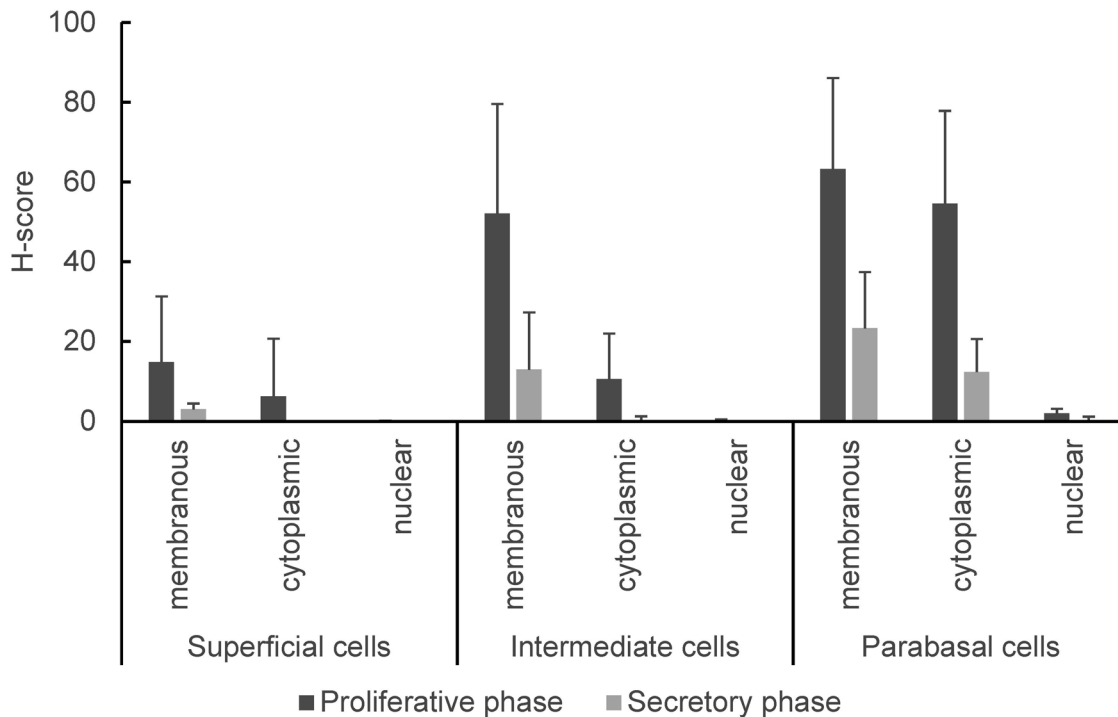 100
80
60
40
20
0
H-score
membranous
cytoplasmic
nuclear
membranous
cytoplasmic
nuclear
membranous
cytoplasmic
nuclear
Superficial cells
Intermediate cells
Parabasal cells
Proliferative phase
Secretory phase